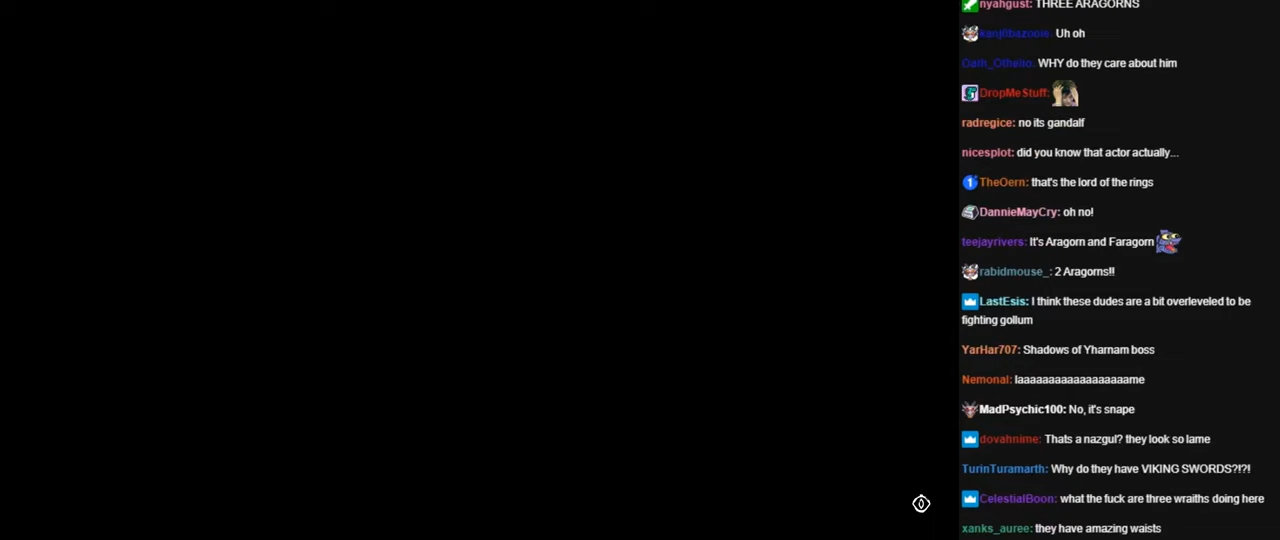 nyahgust: THREE ARAGORNS
kanj0bazooie: Uh oh
Oath_Othello: WHY do they care about him
DropMeStuff:
radregice: no its gandalf
nicesplot: did you know that actor actually...
TheOern: that's the lord of the rings
DannieMayCry: oh no!
teejayrivers: It's Aragorn and Faragorn
rabidmouse_: 2 Aragorns!!
LastEsis: I think these dudes are a bit overleveled to be
fighting gollum
YarHar707: Shadows of Yharnam boss
Nemonal: laaaaaaaaaaaaaaaaaame
MadPsychic100: No, it's snape
dovahnime: Thats a nazgul? they look so lame
TurinTuramarth: Why do they have VIKING SWORDS?!?!
CelestialBoon: what the fuck are three wraiths doing here
xanks_auree: they have amazing waists